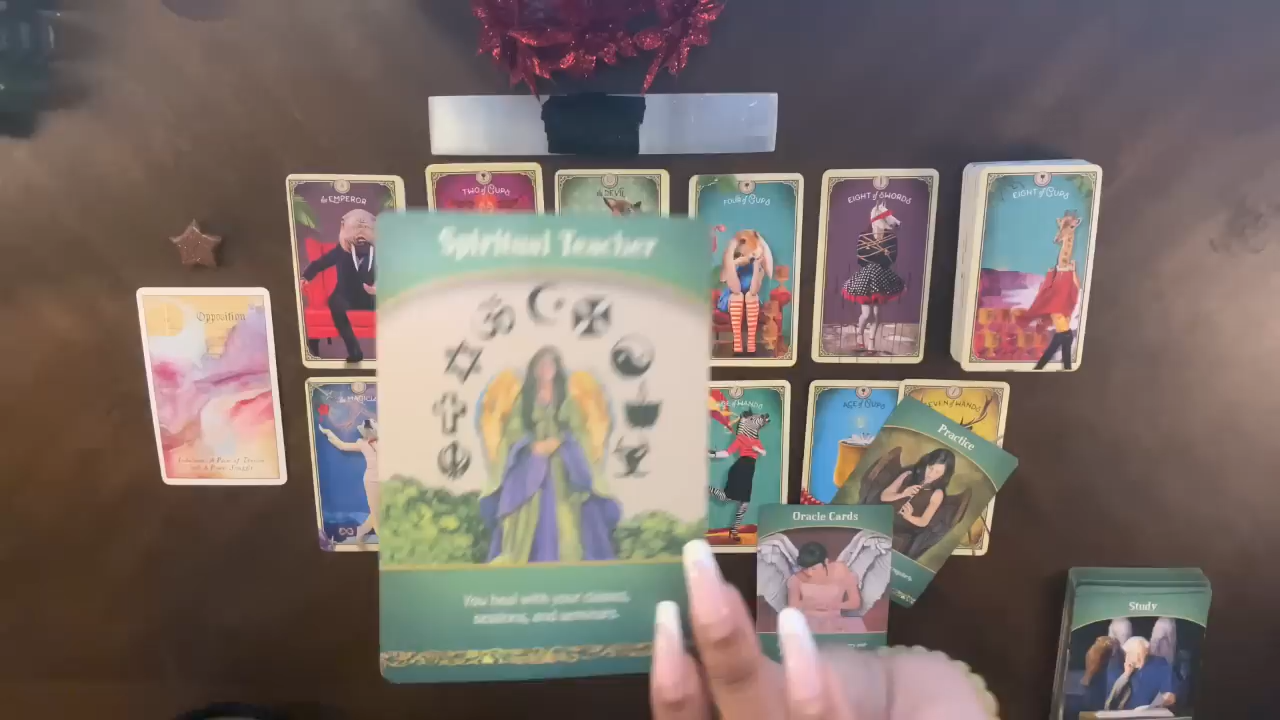 the EMPEROR
TWO of CUPS
the DEVIL
FOUR of CUPS
EIGHT of SWORDS
EIGHT of CUPS
Opposition
Spiritual Teacher
You heal with your classes,
sessions, and seminars.
the MAGICIA
of WANDS
ACE of CUPS
SEVEN of WANDS
Practice
Oracle Cards
Study